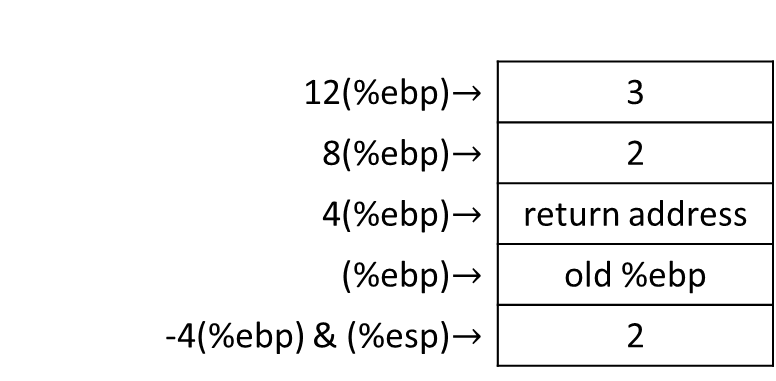 12(%ebp)→ 3
8(%ebp)→ 2
4(%ebp)→ return address
(%ebp)→ old %ebp
-4(%ebp) & (%esp)→ 2